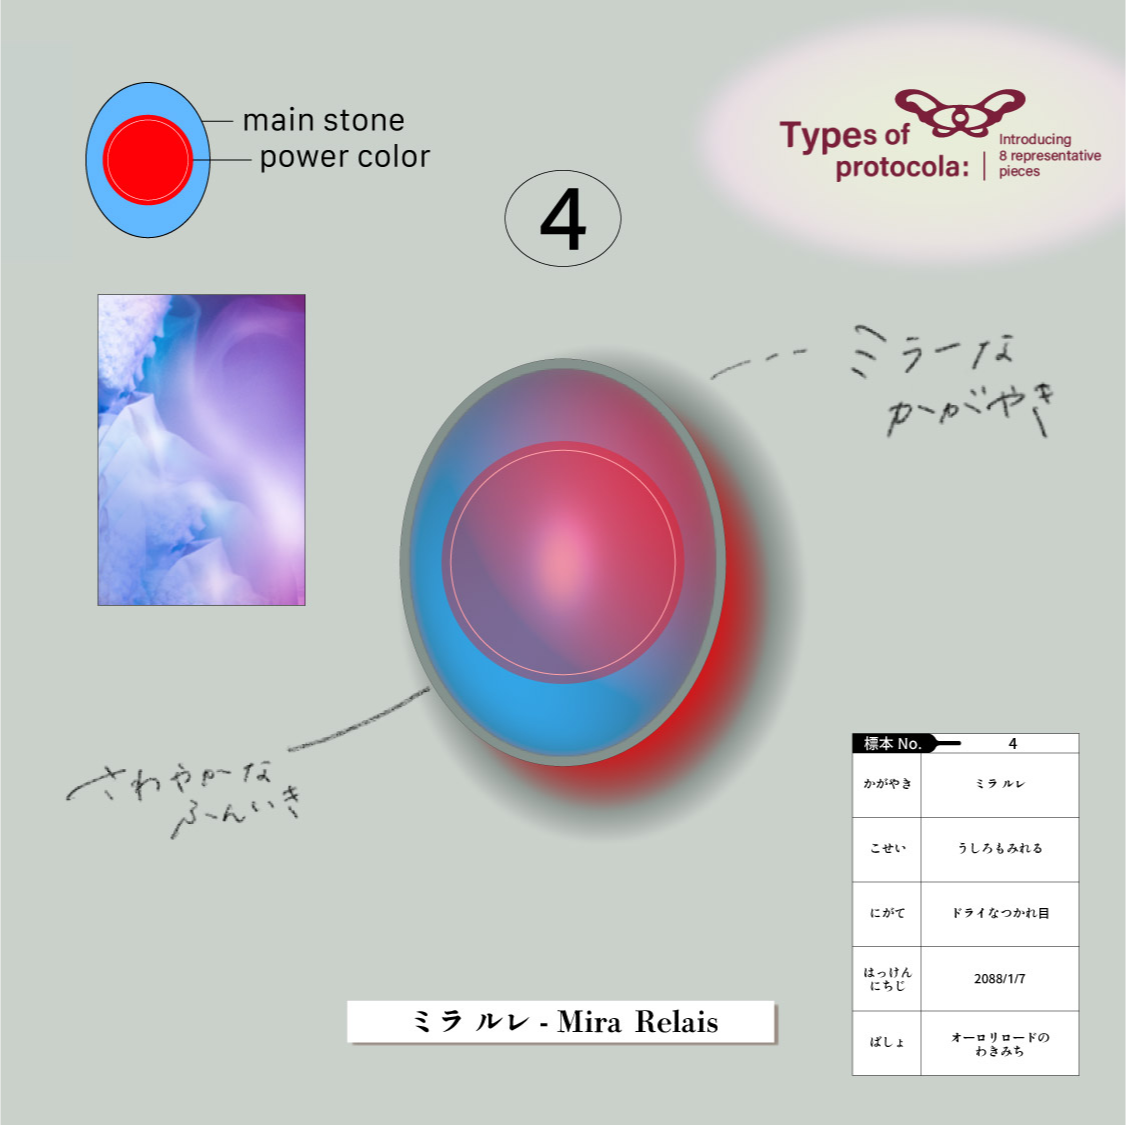 main stone
power color
Types of
protocola:
Introducing
8 representative
pieces
4
ミラーな
かがやき
さわやかな
ふんいき
標本 No. 4
かがやき ミラ ルレ
こせい うしろもみれる
にがて ドライなつかれ目
はっけん
にちじ
2088/1/7
ばしょ
オーロリロードの
わきみち
ミラ ルレ - Mira Relais